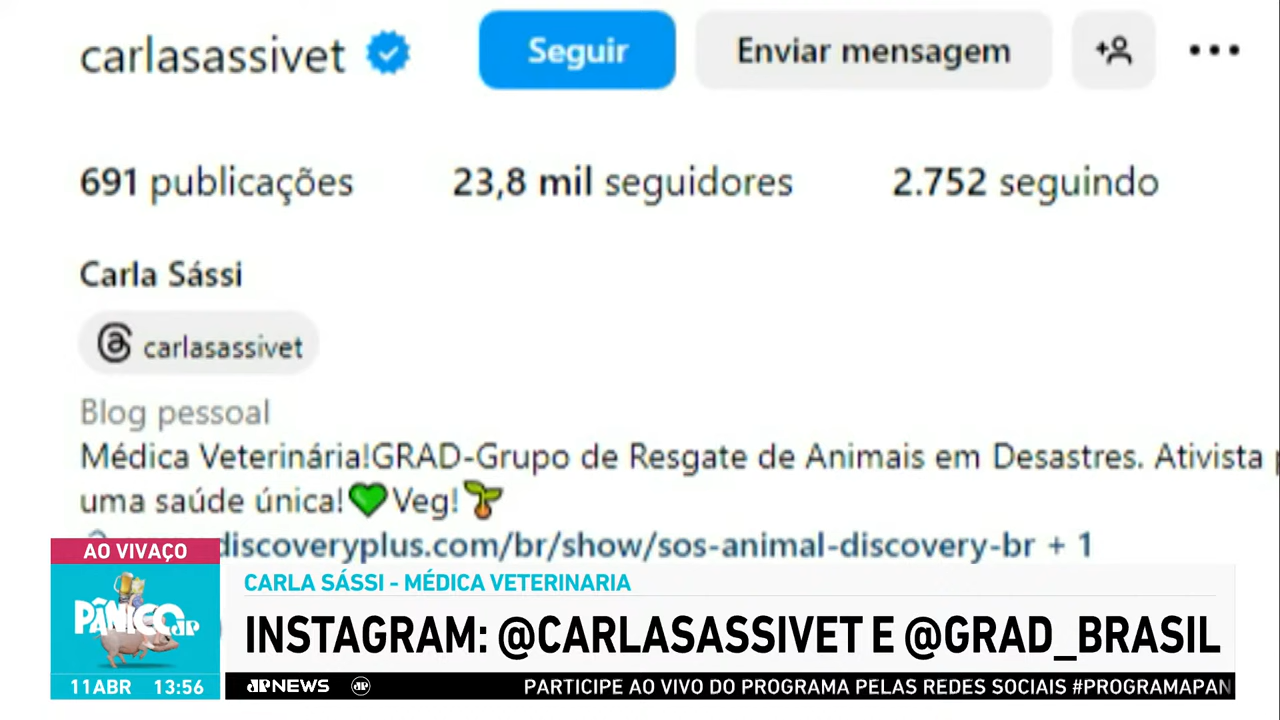 carlasassivet
Seguir
Enviar mensagem
691 publicações 23,8 mil seguidores 2.752 seguindo
Carla Sássi
carlasassivet
Blog pessoal
Médica Veterinária!GRAD-Grupo de Resgate de Animais em Desastres. Ativista
uma saúde única!💚Veg!🌱
discoveryplus.com/br/show/sos-animal-discovery-br + 1
AO VIVAÇO
PÂNICO JP
11ABR 13:56
CARLA SÁSSI - MÉDICA VETERINARIA
INSTAGRAM: @CARLASASSIVET E @GRAD_BRASIL
JP NEWS JP
PARTICIPE AO VIVO DO PROGRAMA PELAS REDES SOCIAIS #PROGRAMAPAN